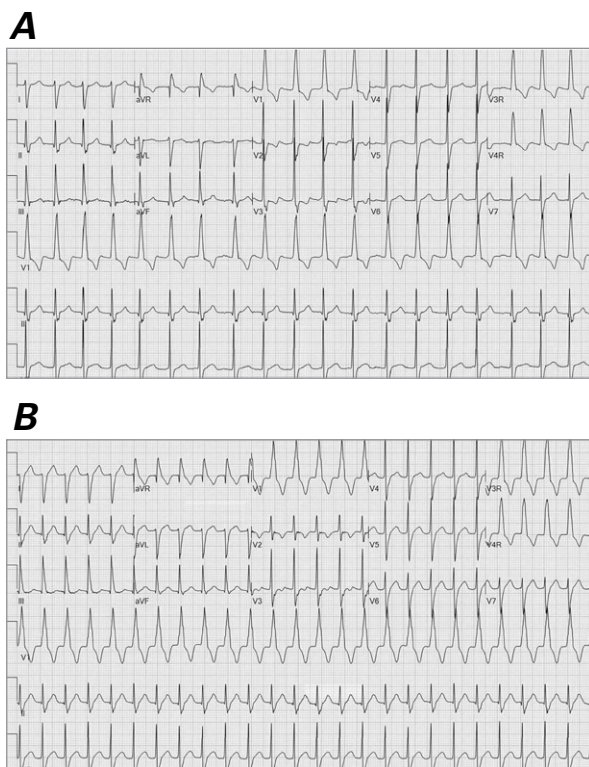 A
I aVR V1 V4 V3R
II aVL V2 V5 V4R
III aVF V3 V6 V7
V1
II
B
aVR V1 V4 V3R
II aVL V2 V5 V4R
III aVF V3 V6 V7
V1
II